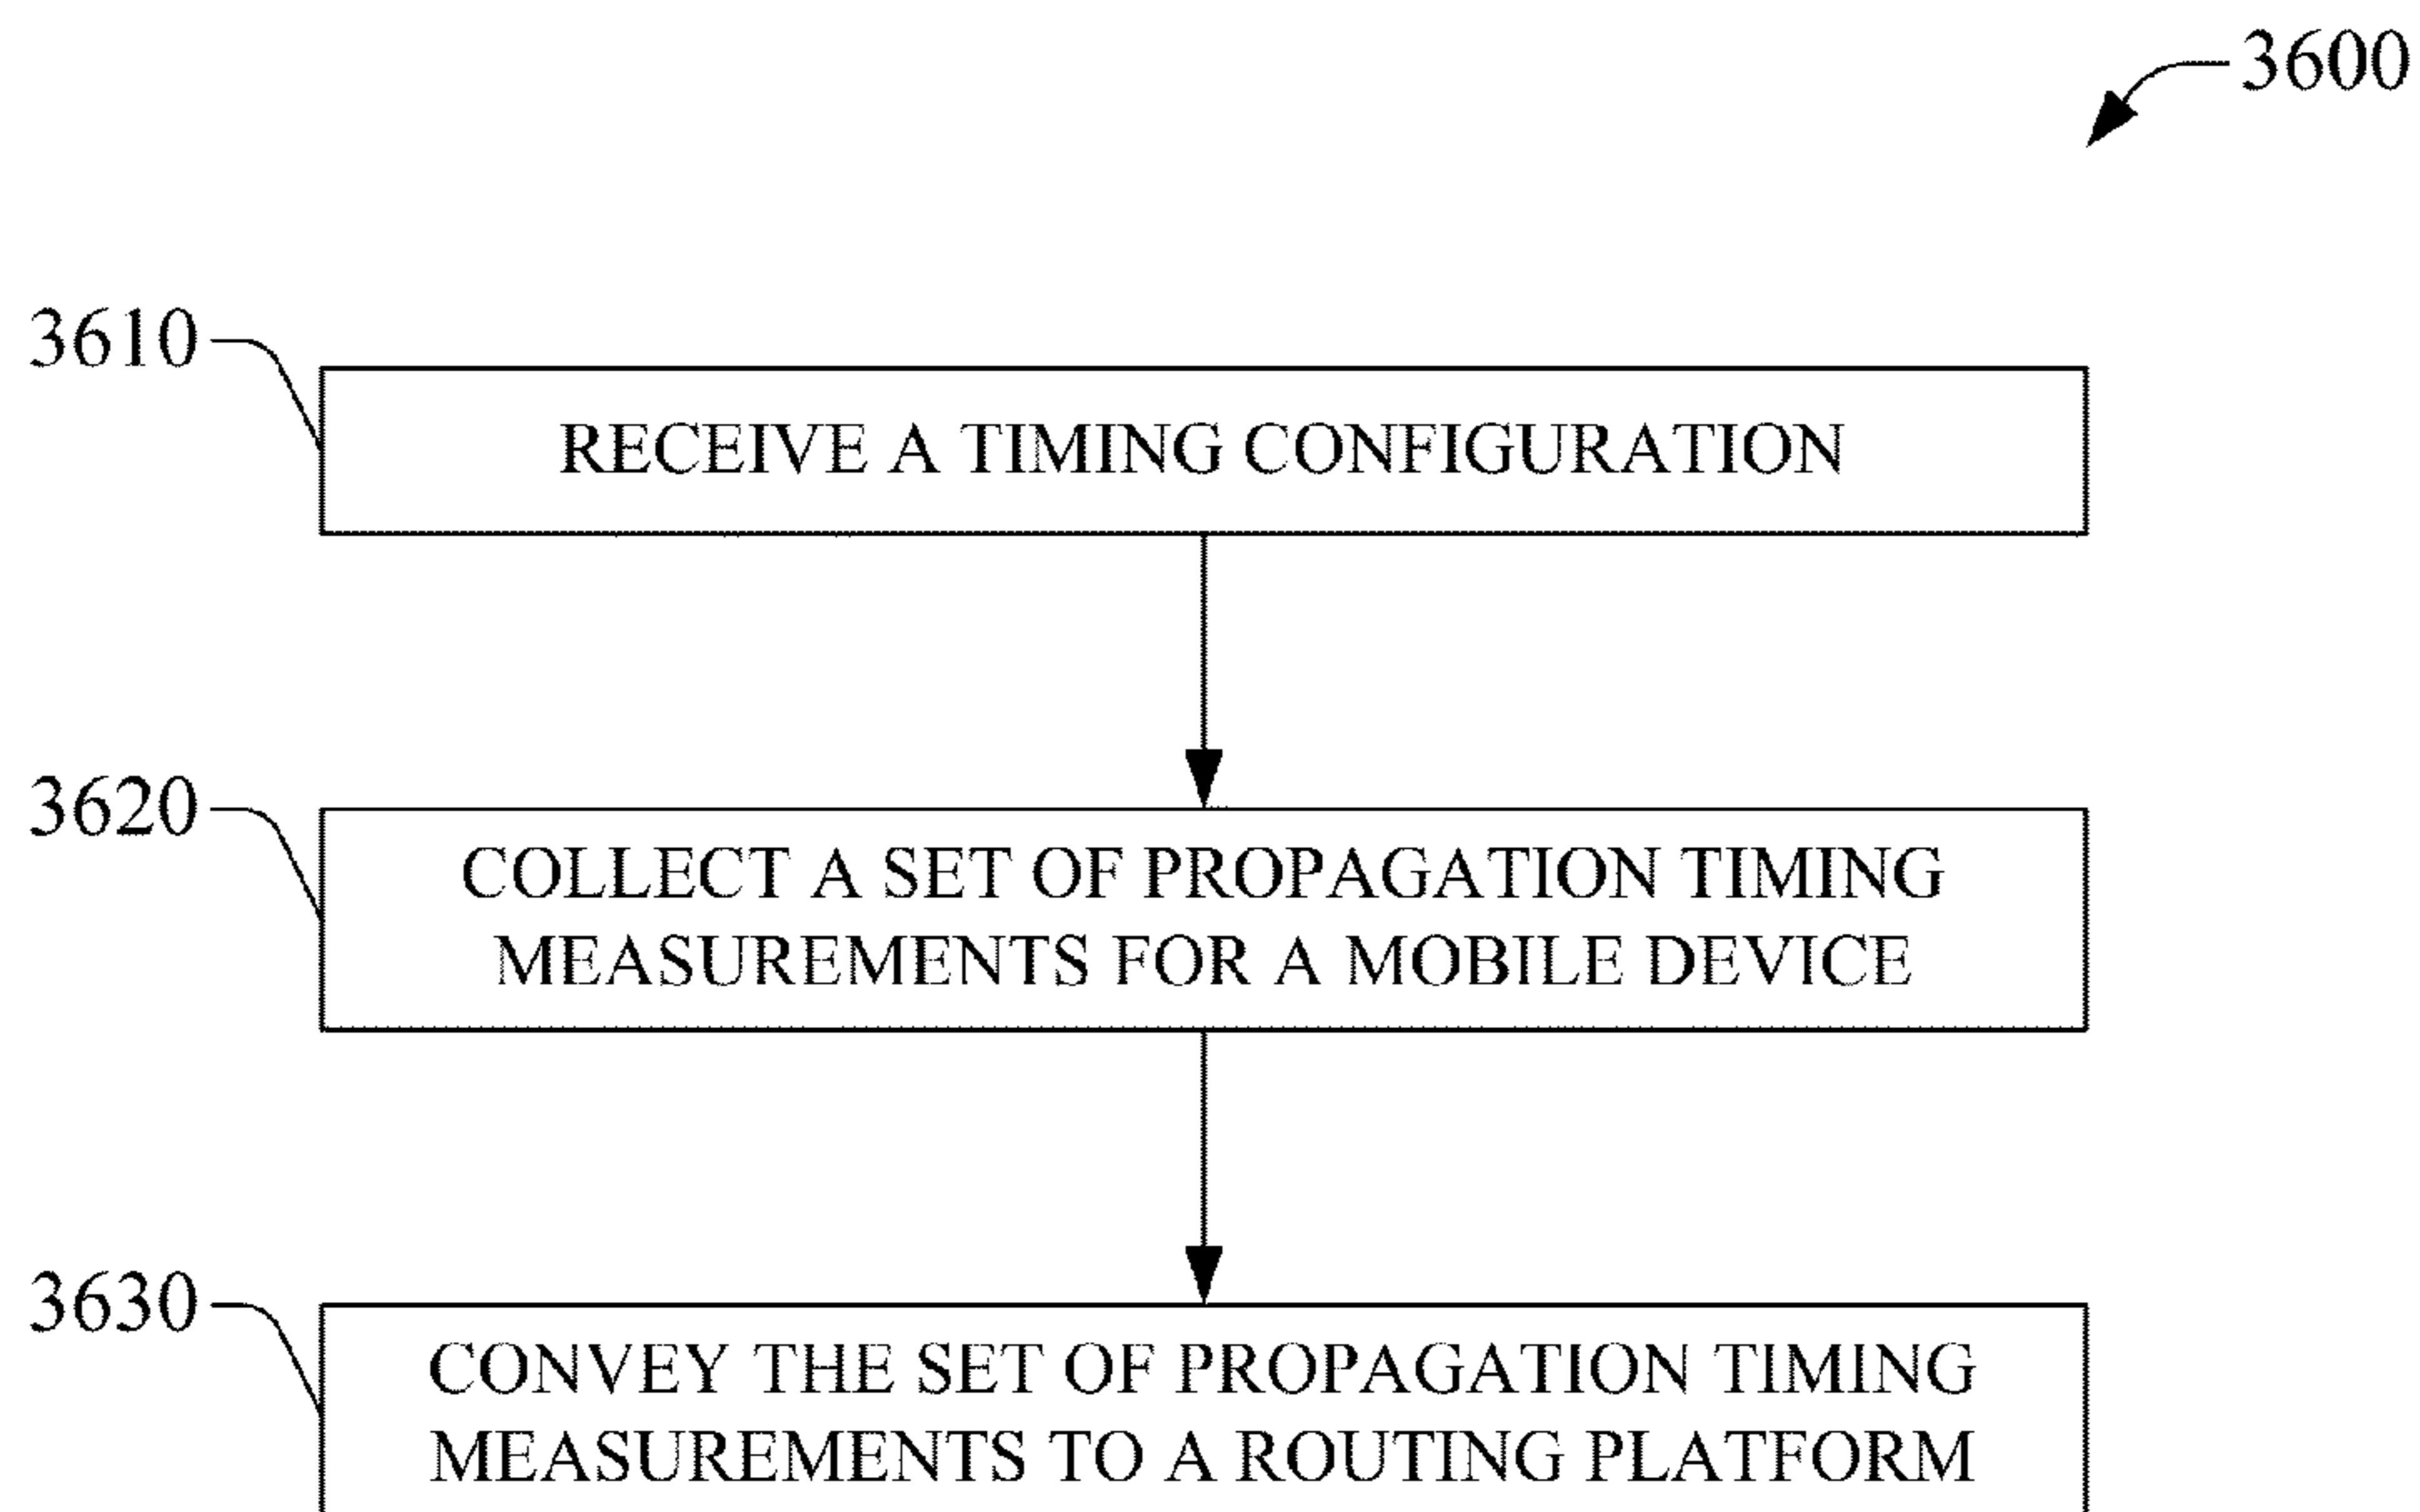 3600
3610
RECEIVE A TIMING CONFIGURATION
3620
COLLECT A SET OF PROPAGATION TIMING
MEASUREMENTS FOR A MOBILE DEVICE
3630
CONVEY THE SET OF PROPAGATION TIMING
MEASUREMENTS TO A ROUTING PLATFORM